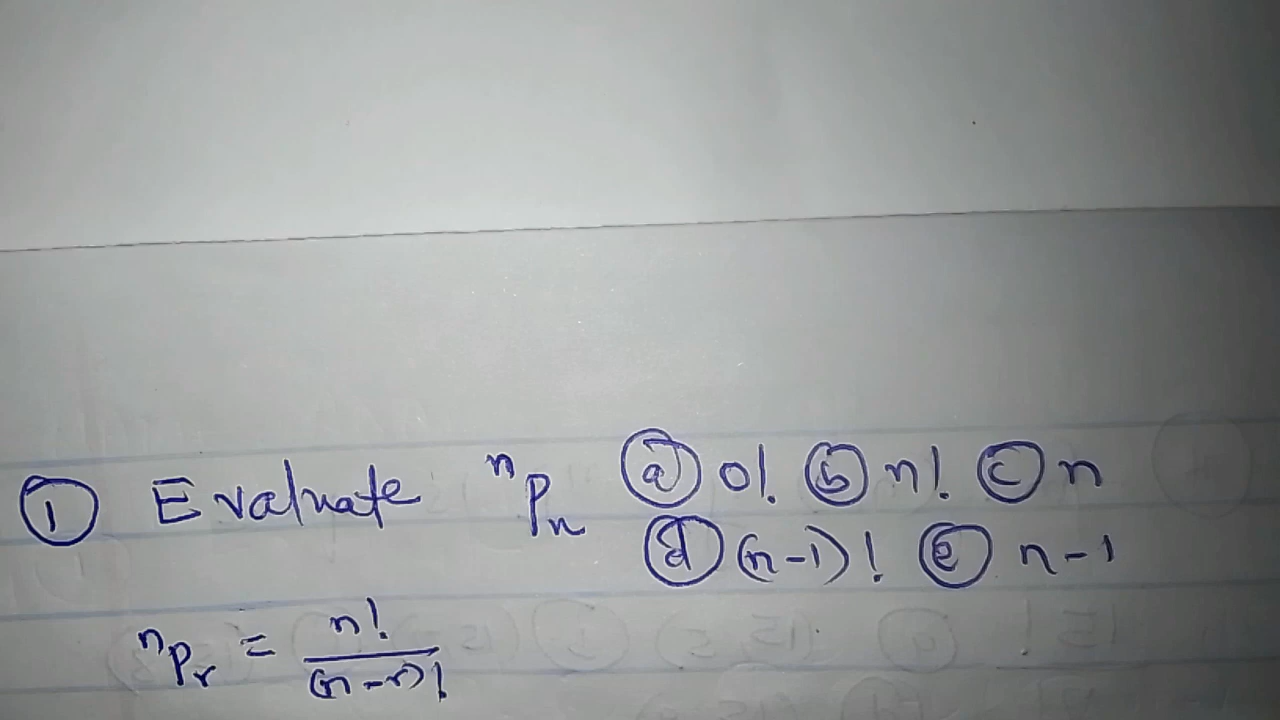 ① Evaluate ⁿPₙ ⓐ 0! ⓑ n! ⓒ n
ⓓ (n-1)! ⓔ n-1
ⁿPᵣ = n!/(n-r)!